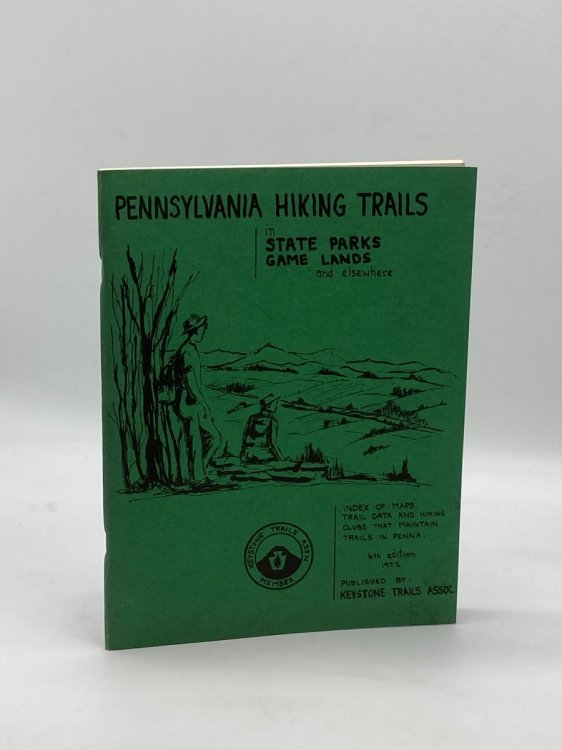 PENNSYLVANIA HIKING TRAILS
in
STATE PARKS
GAME LANDS
and elsewhere
INDEX OF MAPS,
TRAIL DATA AND HIKING
CLUBS THAT MAINTAIN
TRAILS IN PENNA.
6th edition
1972
PUBLISHED BY-
KEYSTONE TRAILS ASSOC.
KEYSTONE TRAILS ASS'N
MEMBER